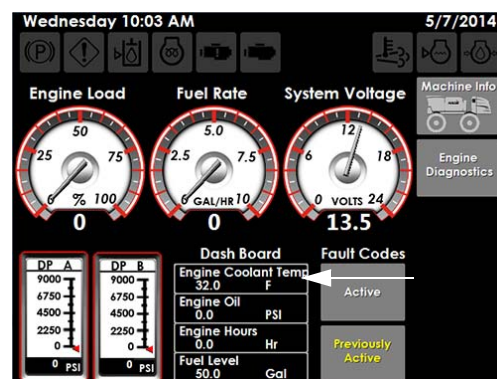 Wednesday 10:03 AM 5/7/2014
(P)
Engine Load Fuel Rate System Voltage Machine Info
50 5.0 12
25 75 2.5 7.5 6 18
0 % 100 0 GAL/HR 10 0 VOLTS 24
0 0 13.5
Engine
Diagnostics
Dash Board Fault Codes
DP A DP B
9000 9000
6750 6750
4500 4500
2250 2250
0 0
0 PSI 0 PSI
Engine Coolant Temp
32.0 F
Engine Oil
0.0 PSI
Engine Hours
0.0 Hr
Fuel Level
50.0 Gal
Active
Previously
Active